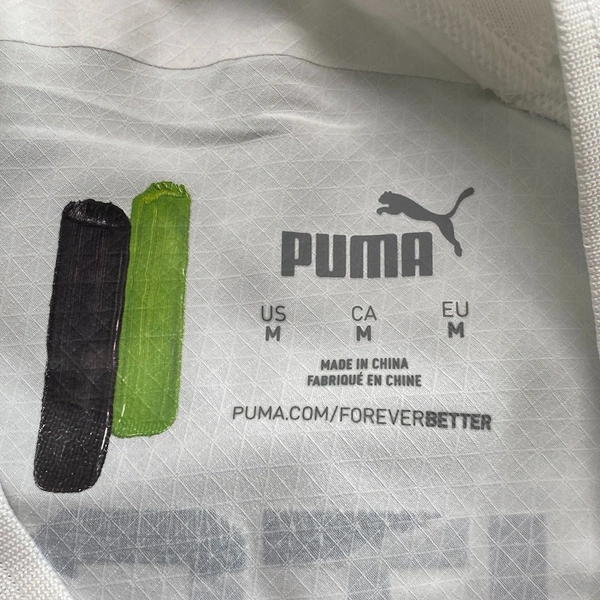 PUMA
US CA EU
M M M
MADE IN CHINA
FABRIQUÉ EN CHINE
PUMA.COM/FOREVERBETTER